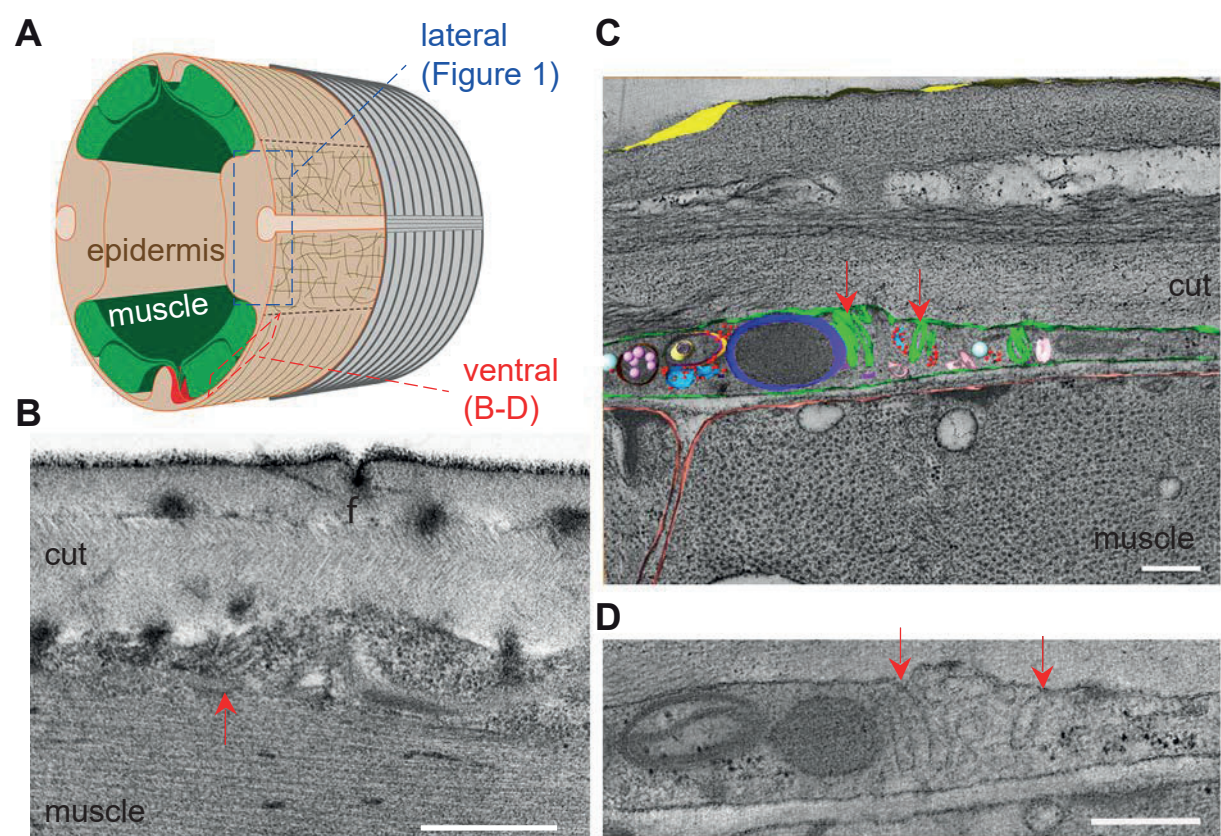 A
lateral
(Figure 1)
epidermis
muscle
ventral
(B-D)
B
f
cut
muscle
C
cut
muscle
D